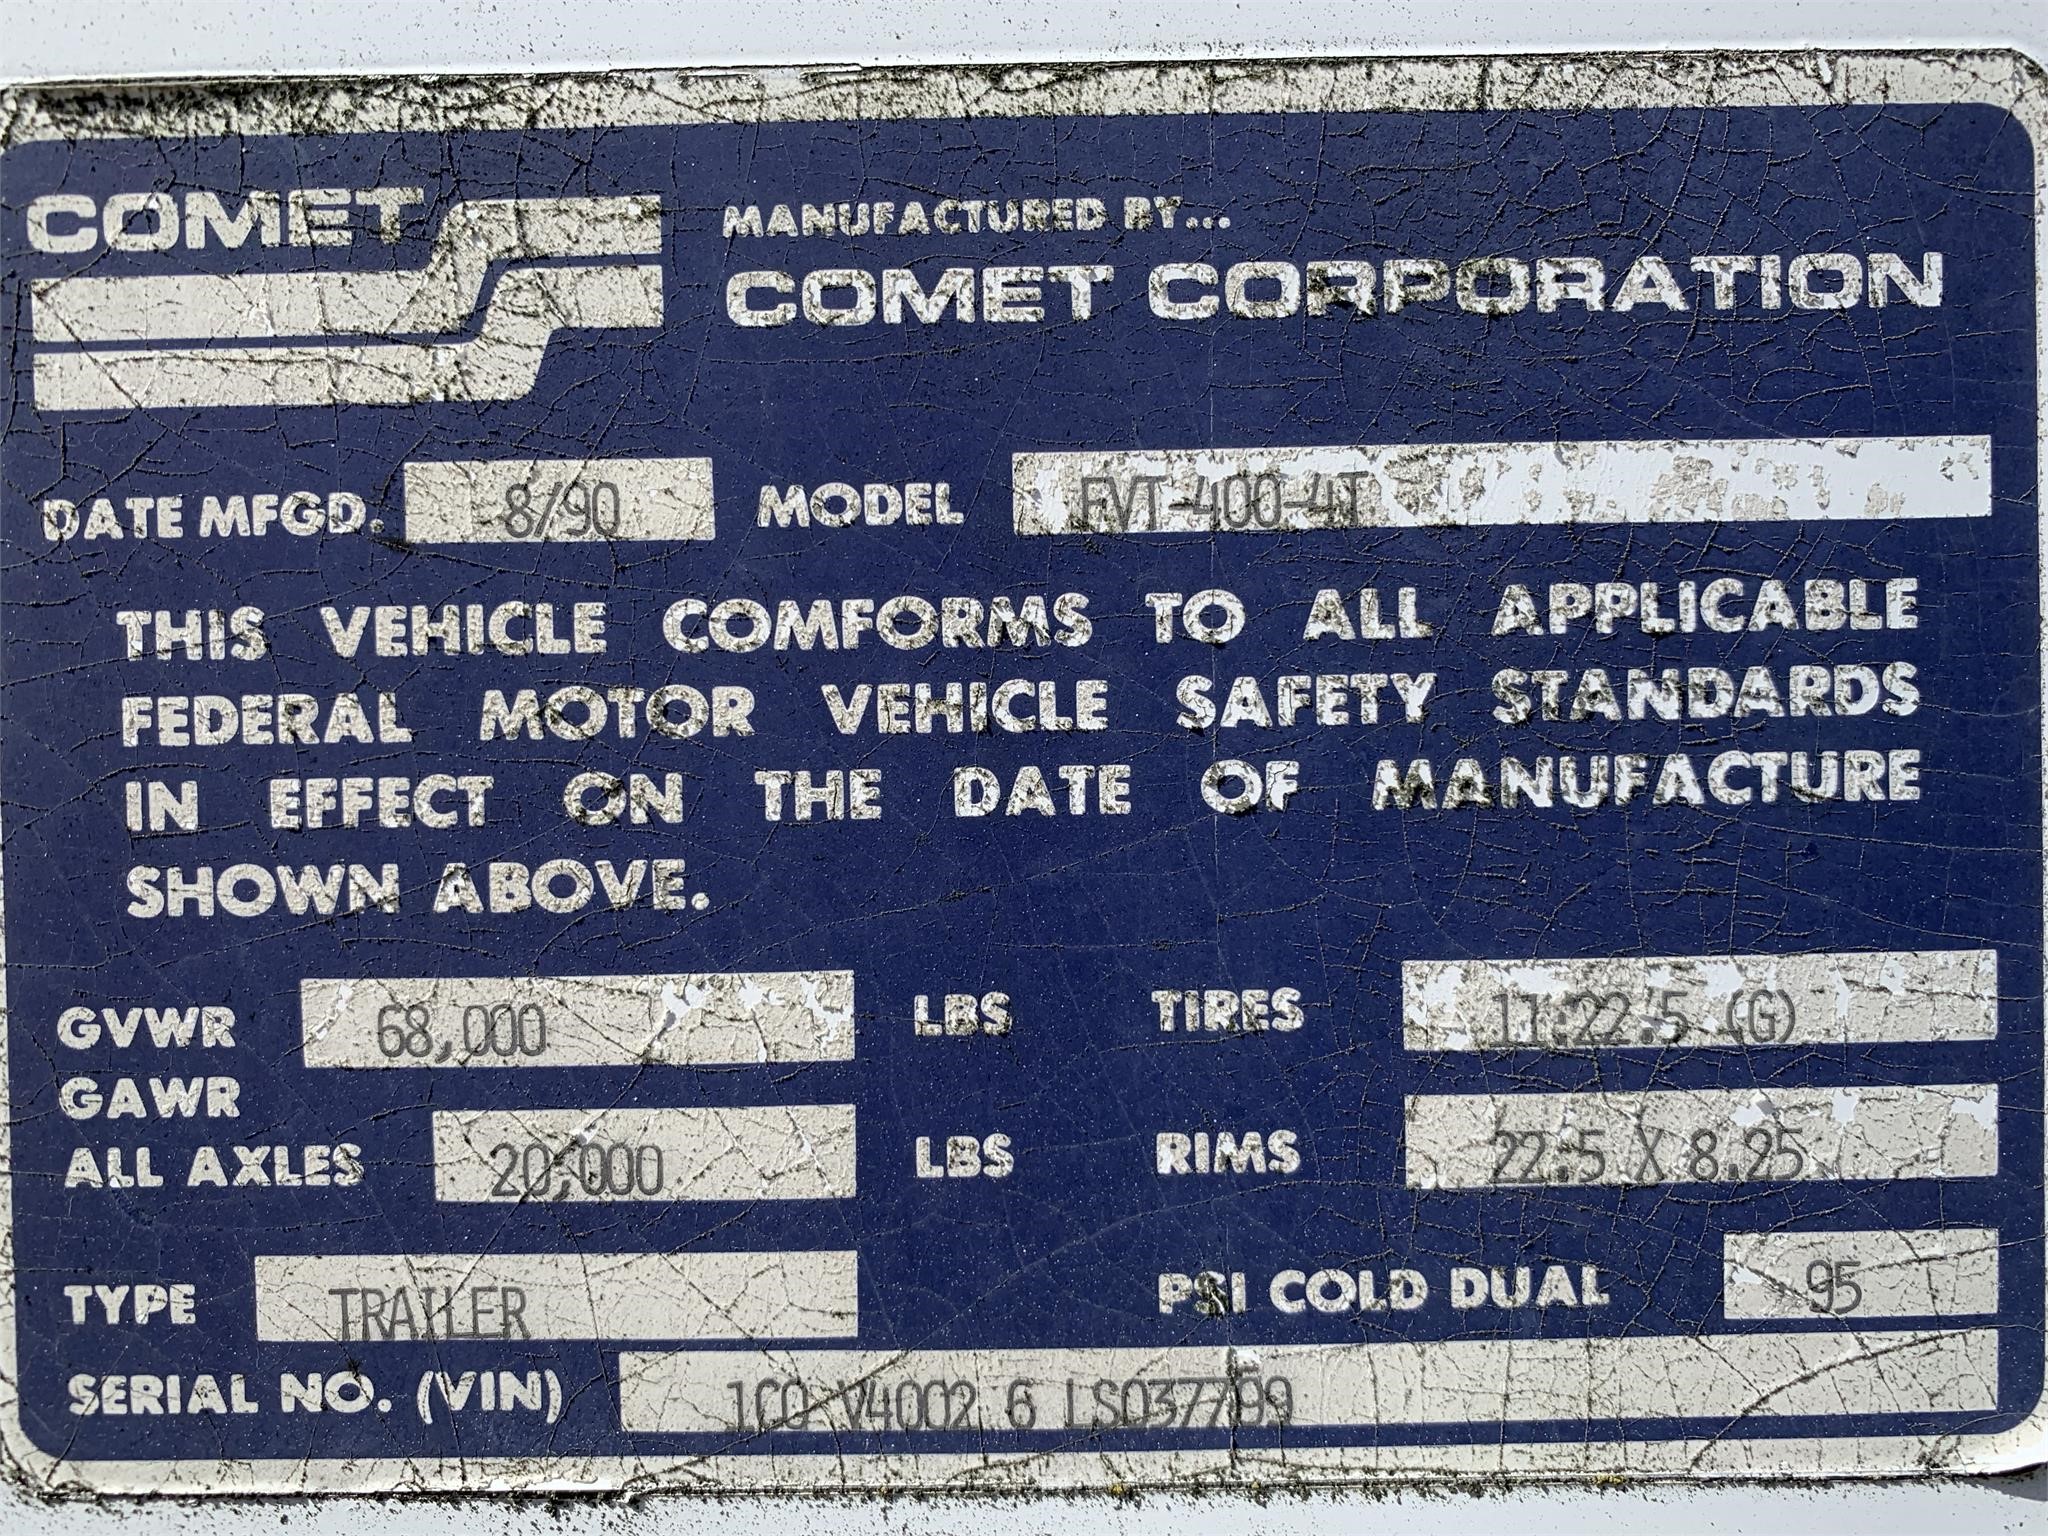 COMET
MANUFACTURED BY...
COMET CORPORATION
DATE MFGD. 8/90 MODEL FVT-400-4T
THIS VEHICLE COMFORMS TO ALL APPLICABLE
FEDERAL MOTOR VEHICLE SAFETY STANDARDS
IN EFFECT ON THE DATE OF MANUFACTURE
SHOWN ABOVE.
GVWR 68,000 LBS TIRES 11:22.5 (G)
GAWR
ALL AXLES 20,000 LBS RIMS 22.5 X 8.25
TYPE TRAILER PSI COLD DUAL 95
SERIAL NO. (VIN) 1C0 V4002 6 LS037799